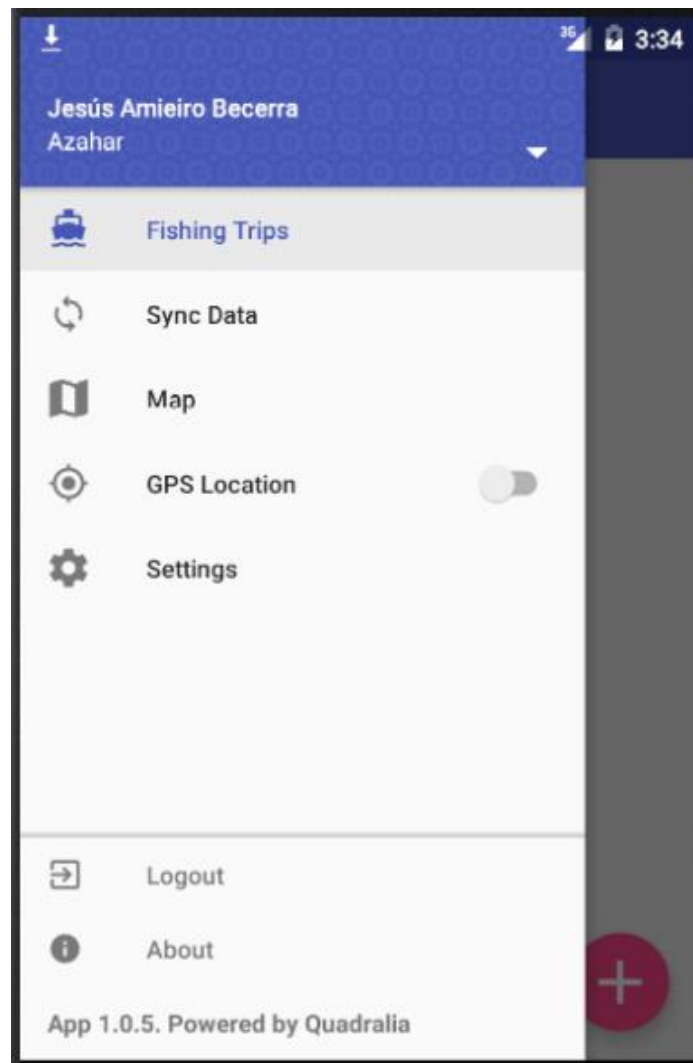 3G 3:34
Jesús Amieiro Becerra
Azahar
Fishing Trips
Sync Data
Map
GPS Location
Settings
Logout
About
App 1.0.5. Powered by Quadralia